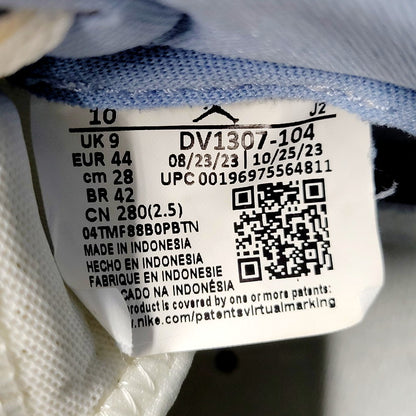 10 J2
UK 9 DV1307-104
EUR 44 08/23/23 | 10/25/23
cm 28 UPC 00196975564811
BR 42
CN 280(2.5)
04TMF88B0PBTN
MADE IN INDONESIA
HECHO EN INDONESIA
FABRIQUE EN INDONESIE
CADO NA INDONÉSIA
product is covered by one or more patents:
.nike.com/patentsvirtualmarking